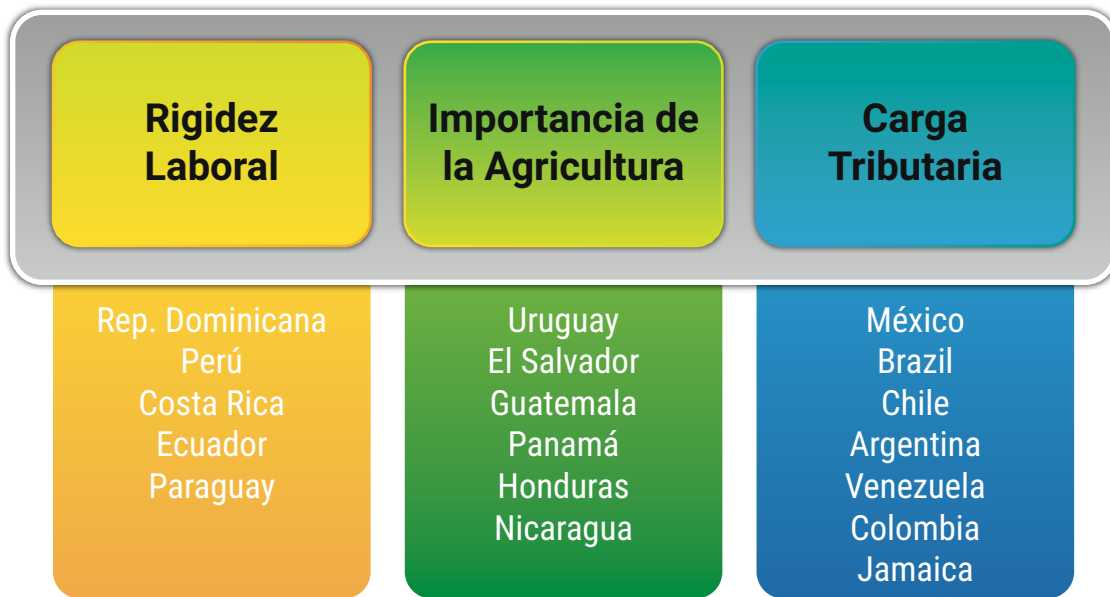 Rigidez
Laboral
Importancia de
la Agricultura
Carga
Tributaria
Rep. Dominicana
Perú
Costa Rica
Ecuador
Paraguay
Uruguay
El Salvador
Guatemala
Panamá
Honduras
Nicaragua
México
Brazil
Chile
Argentina
Venezuela
Colombia
Jamaica